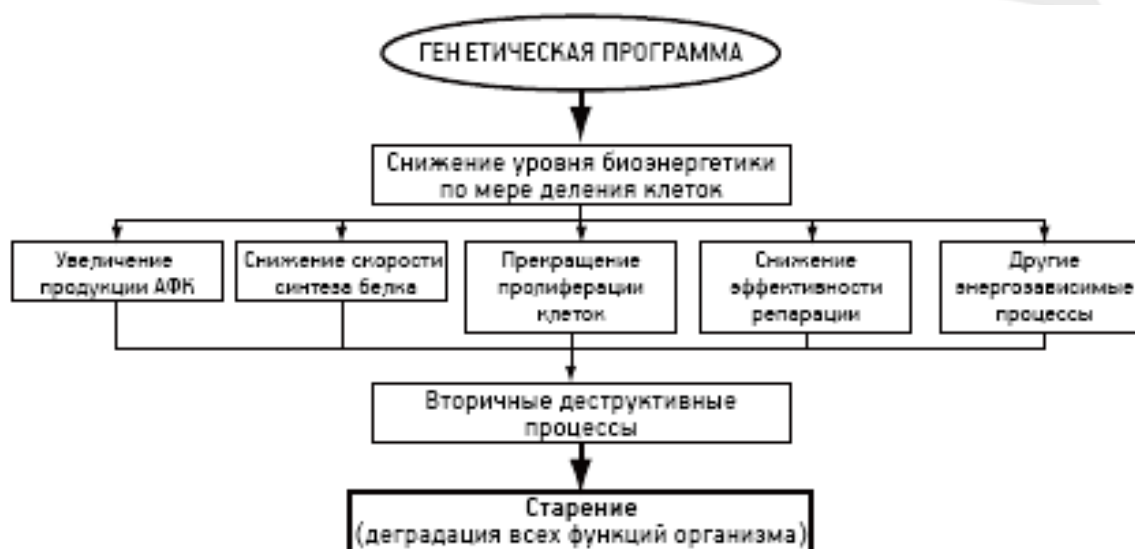 ГЕНЕТИЧЕСКАЯ ПРОГРАММА
Снижение уровня биоэнергетики
по мере деления клеток
Увеличение
продукции АФК
Снижение скорости
синтеза белка
Прекращение
пролиферации
клеток
Снижение
эффективности
репарации
Другие
энергозависимые
процессы
Вторичные деструктивные
процессы
Старение
(деградация всех функций организма)